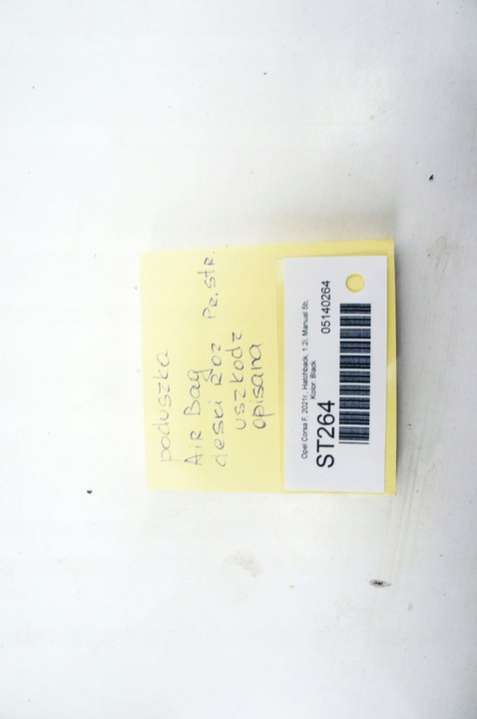 poduszka
Air Bag
deski roz Pr.str.
uszkodz
opisana
Opel Corsa F, 2021r., Hatchback, 1.2i, Manual 5b,
Kolor: Black
ST264 05140264